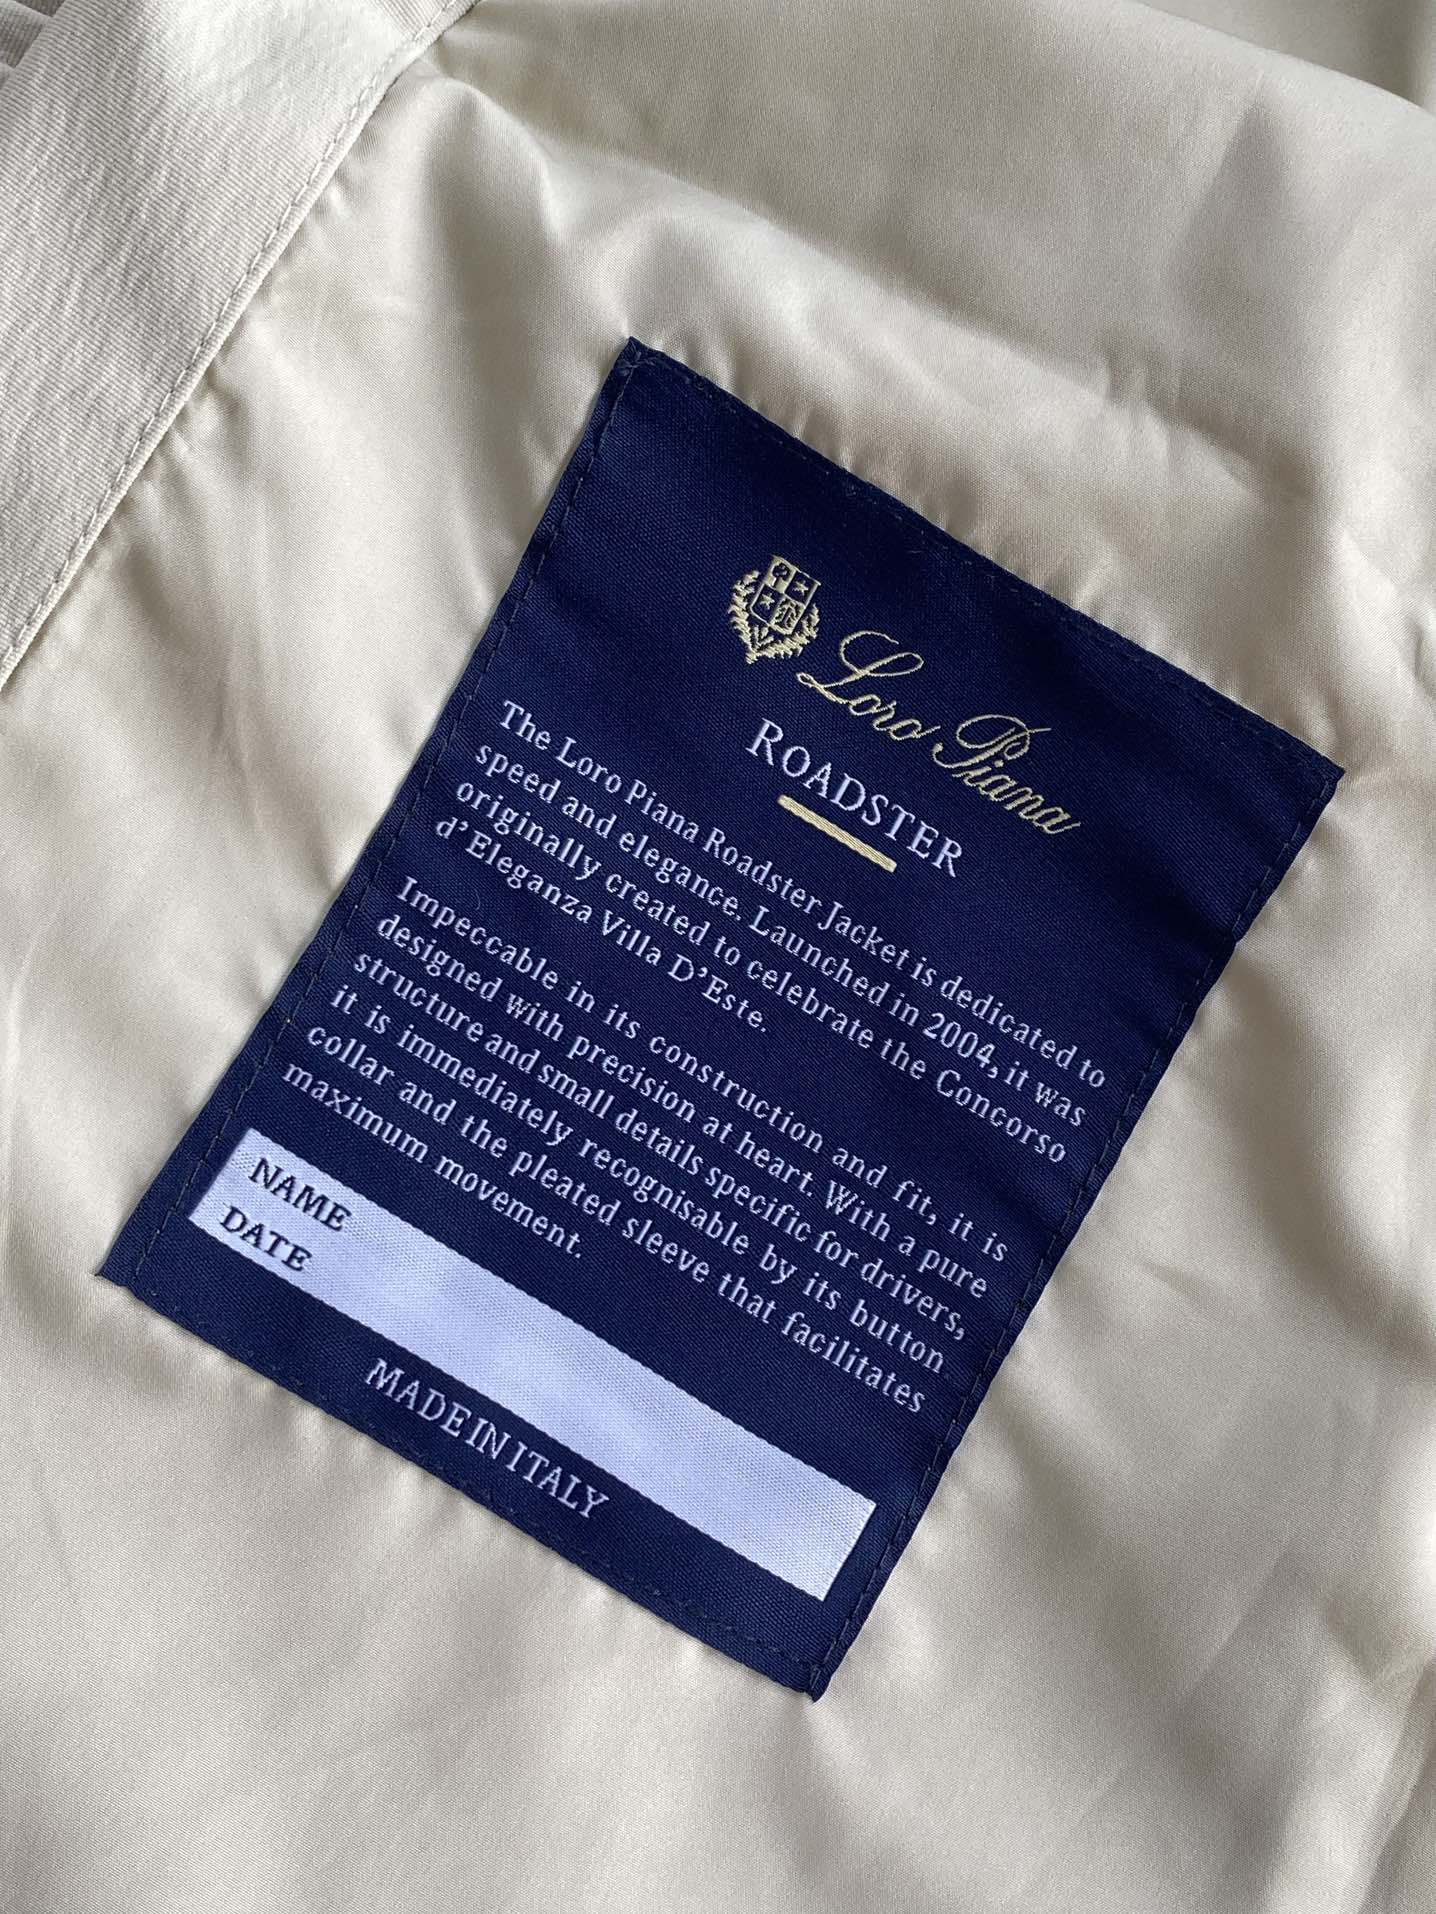 Loro Piana
ROADSTER
The Loro Piana Roadster Jacket is dedicated to
speed and elegance. Launched in 2004, it was
originally created to celebrate the Concorso
d’Eleganza Villa D’Este.
Impeccable in its construction and fit, it is
designed with precision at heart. With a pure
structure and small details specific for drivers,
it is immediately recognisable by its button
collar and the pleated sleeve that facilitates
maximum movement.
NAME
DATE
MADE IN ITALY